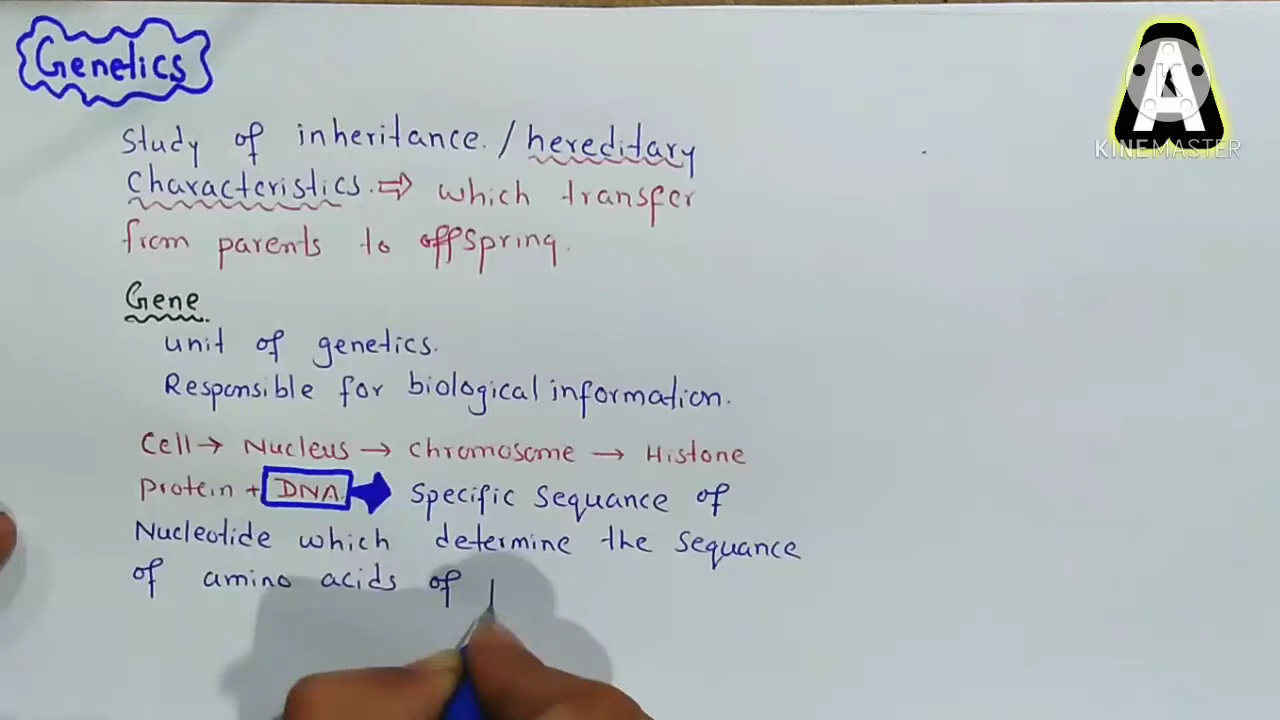 Genetics
Study of inheritance. / hereditary
Characteristics. ⇒ which transfer
from parents to offspring.
Gene
unit of genetics.
Responsible for biological information.
Cell → Nucleus → chromosome → Histone
protein + DNA. → Specific sequance of
Nucleotide which determine the sequance
of amino acids of
A
K
KINEMASTER